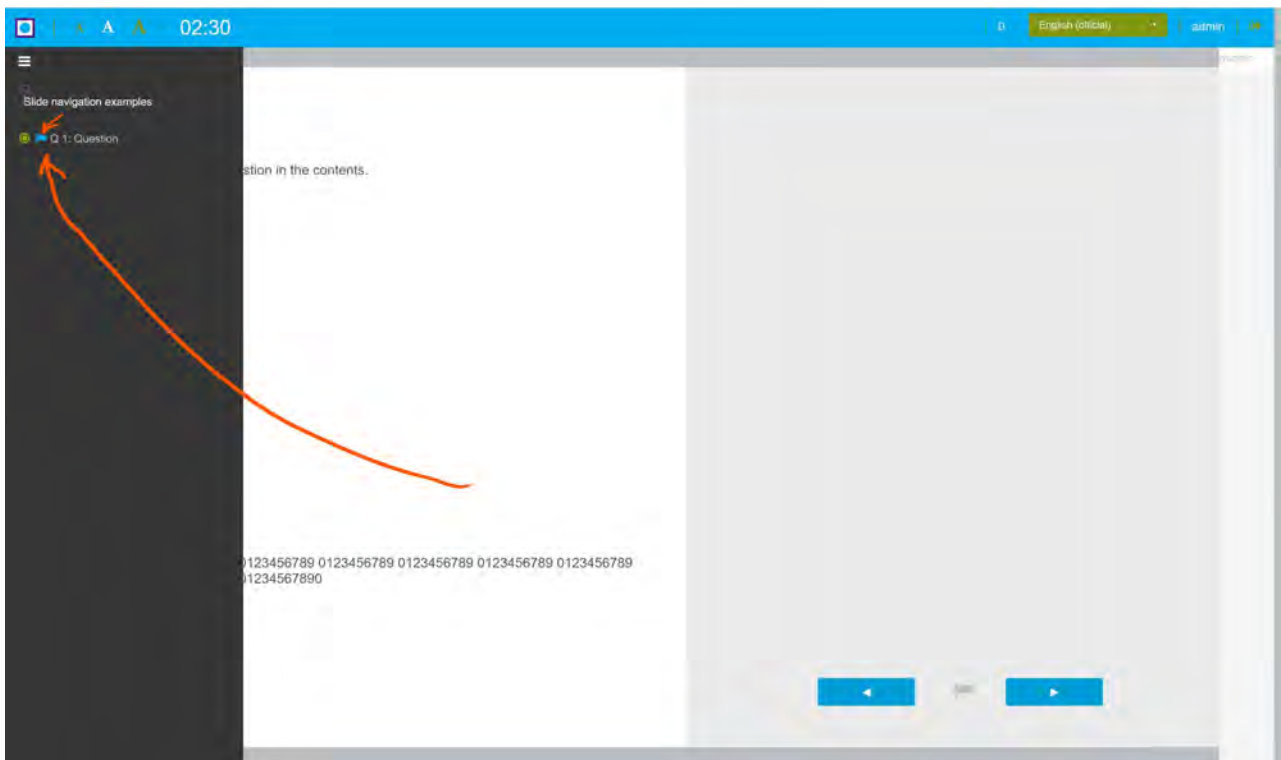 A A A 02:30 English (official) admin
Slide navigation examples
Q 1: Question
stion in the contents.
0123456789 0123456789 0123456789 0123456789 0123456789
01234567890